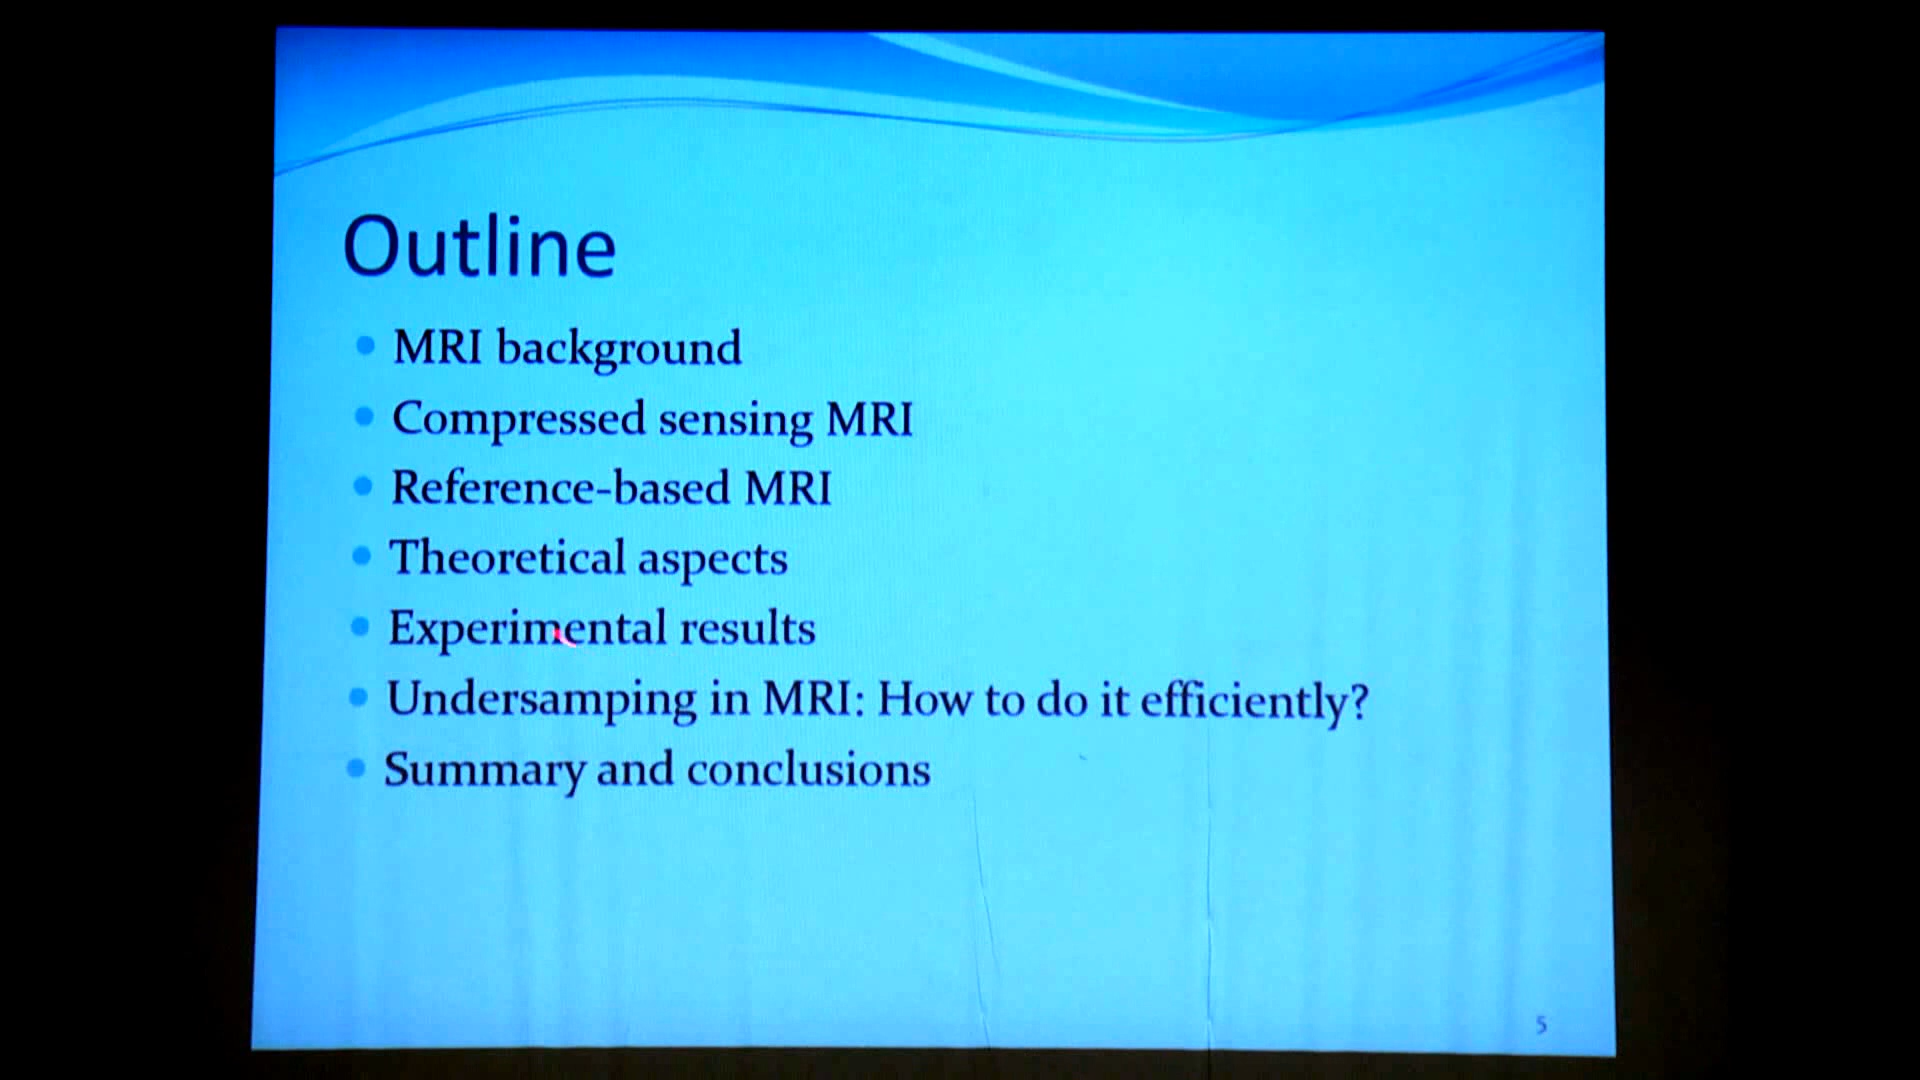 Outline
MRI background
Compressed sensing MRI
Reference-based MRI
Theoretical aspects
Experimental results
Undersamping in MRI: How to do it efficiently?
Summary and conclusions
5